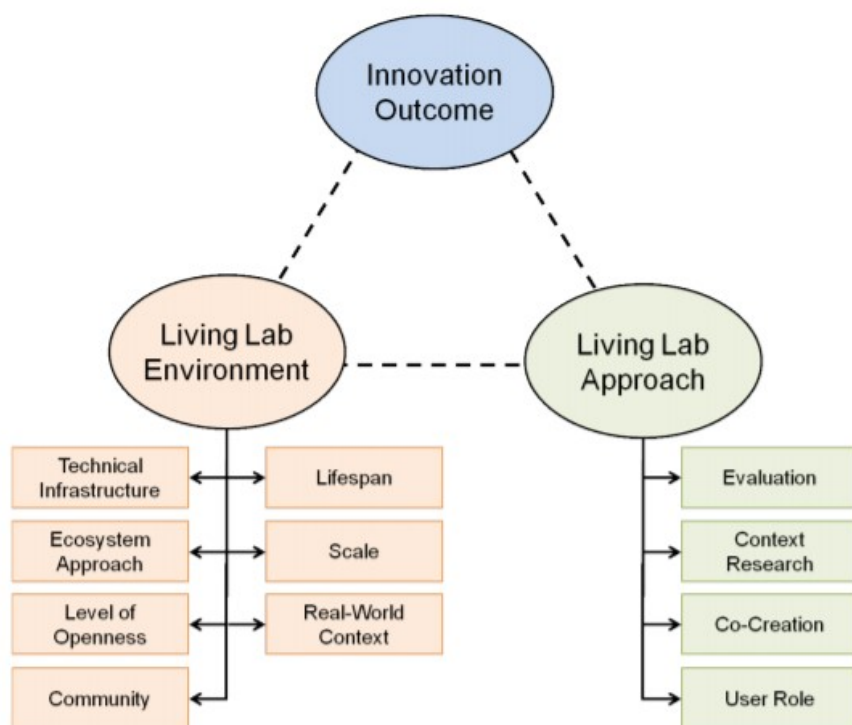 Innovation
Outcome
Living Lab
Environment
Living Lab
Approach
Technical
Infrastructure
Lifespan
Ecosystem
Approach
Scale
Level of
Openness
Real-World
Context
Community
Evaluation
Context
Research
Co-Creation
User Role